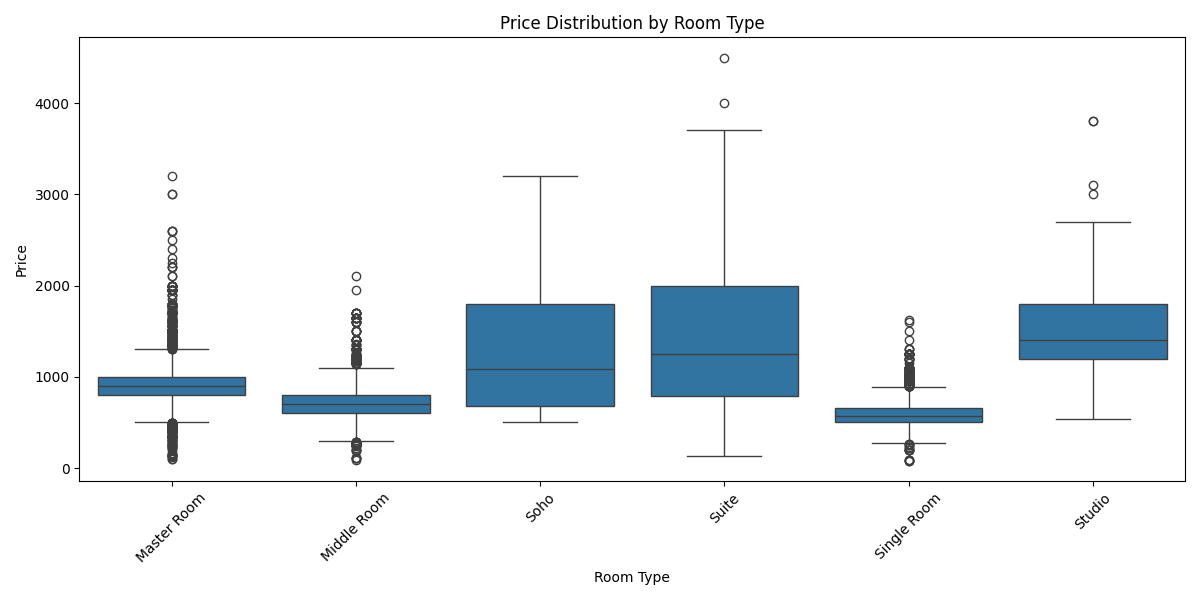 Price Distribution by Room Type
Price
4000
3000
2000
1000
0
Master Room
Middle Room
Soho
Suite
Single Room
Studio
Room Type